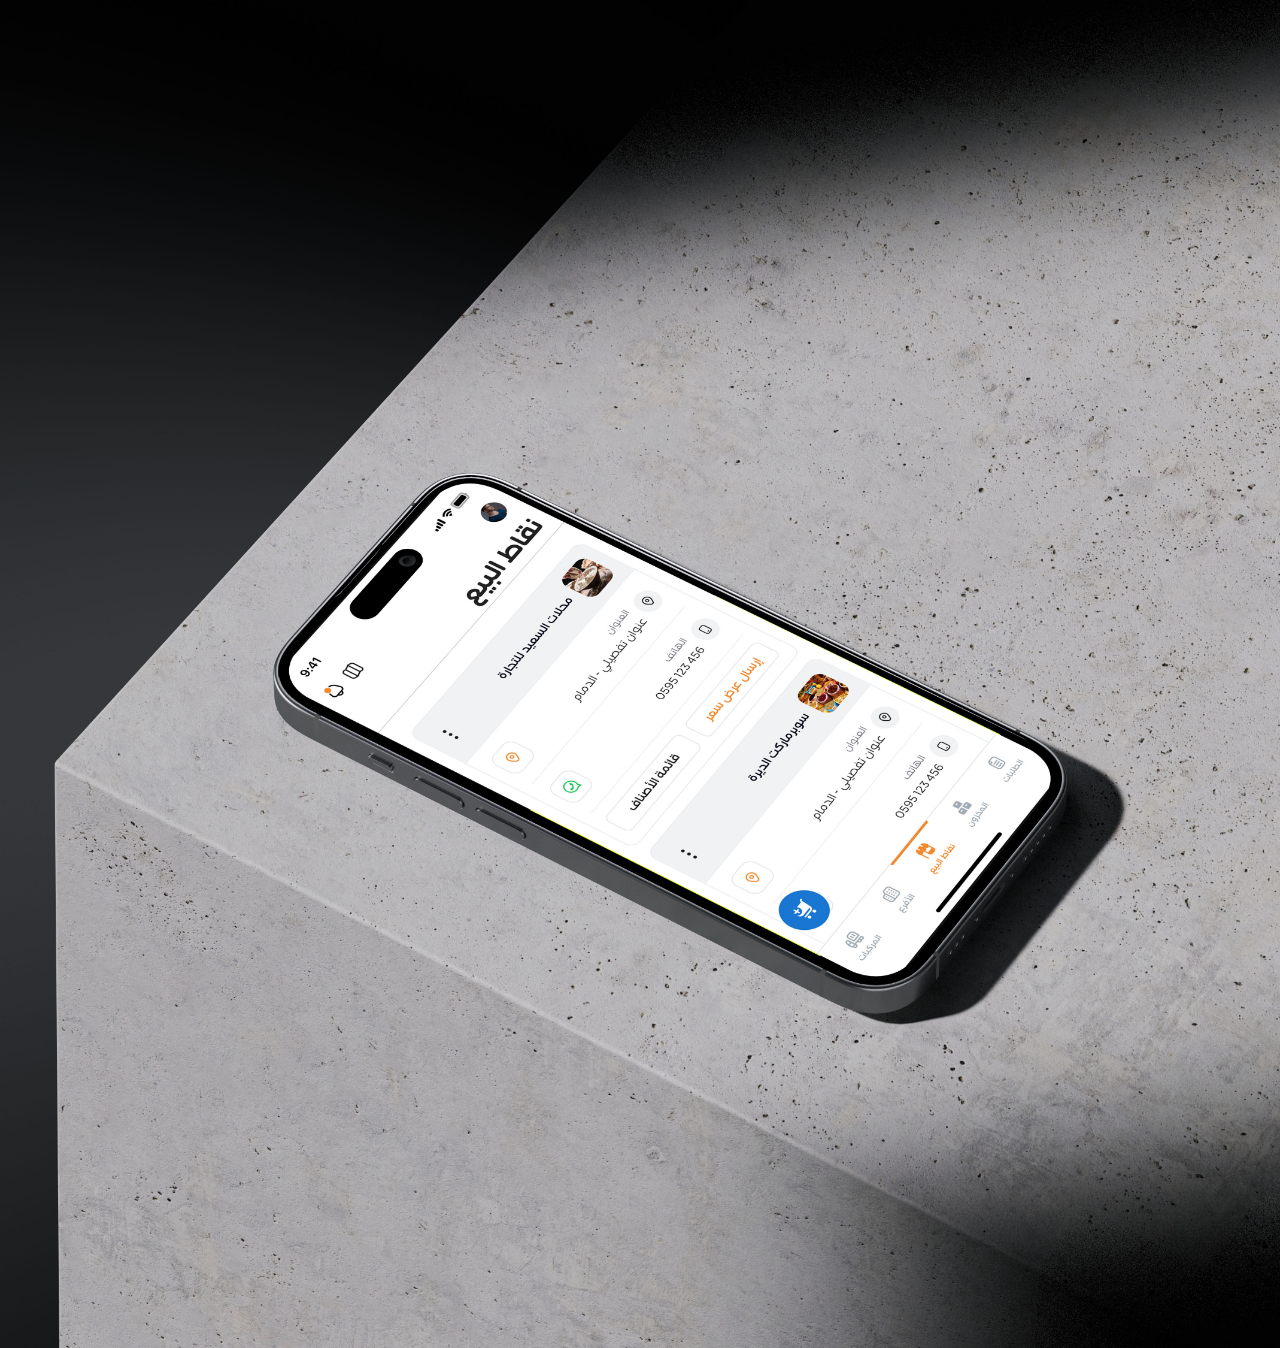 9:41
نقاط البيع
محلات السعيد للتجارة
العنوان
عنوان تفصيلي - الدمام
الهاتف
0595 123 456
إرسال عرض سعر
قائمة الأصناف
سوبرماركت الديرة
العنوان
عنوان تفصيلي - الدمام
الهاتف
0595 123 456
الطلبات
المخزون
نقاط البيع
الأفرع
المركبات